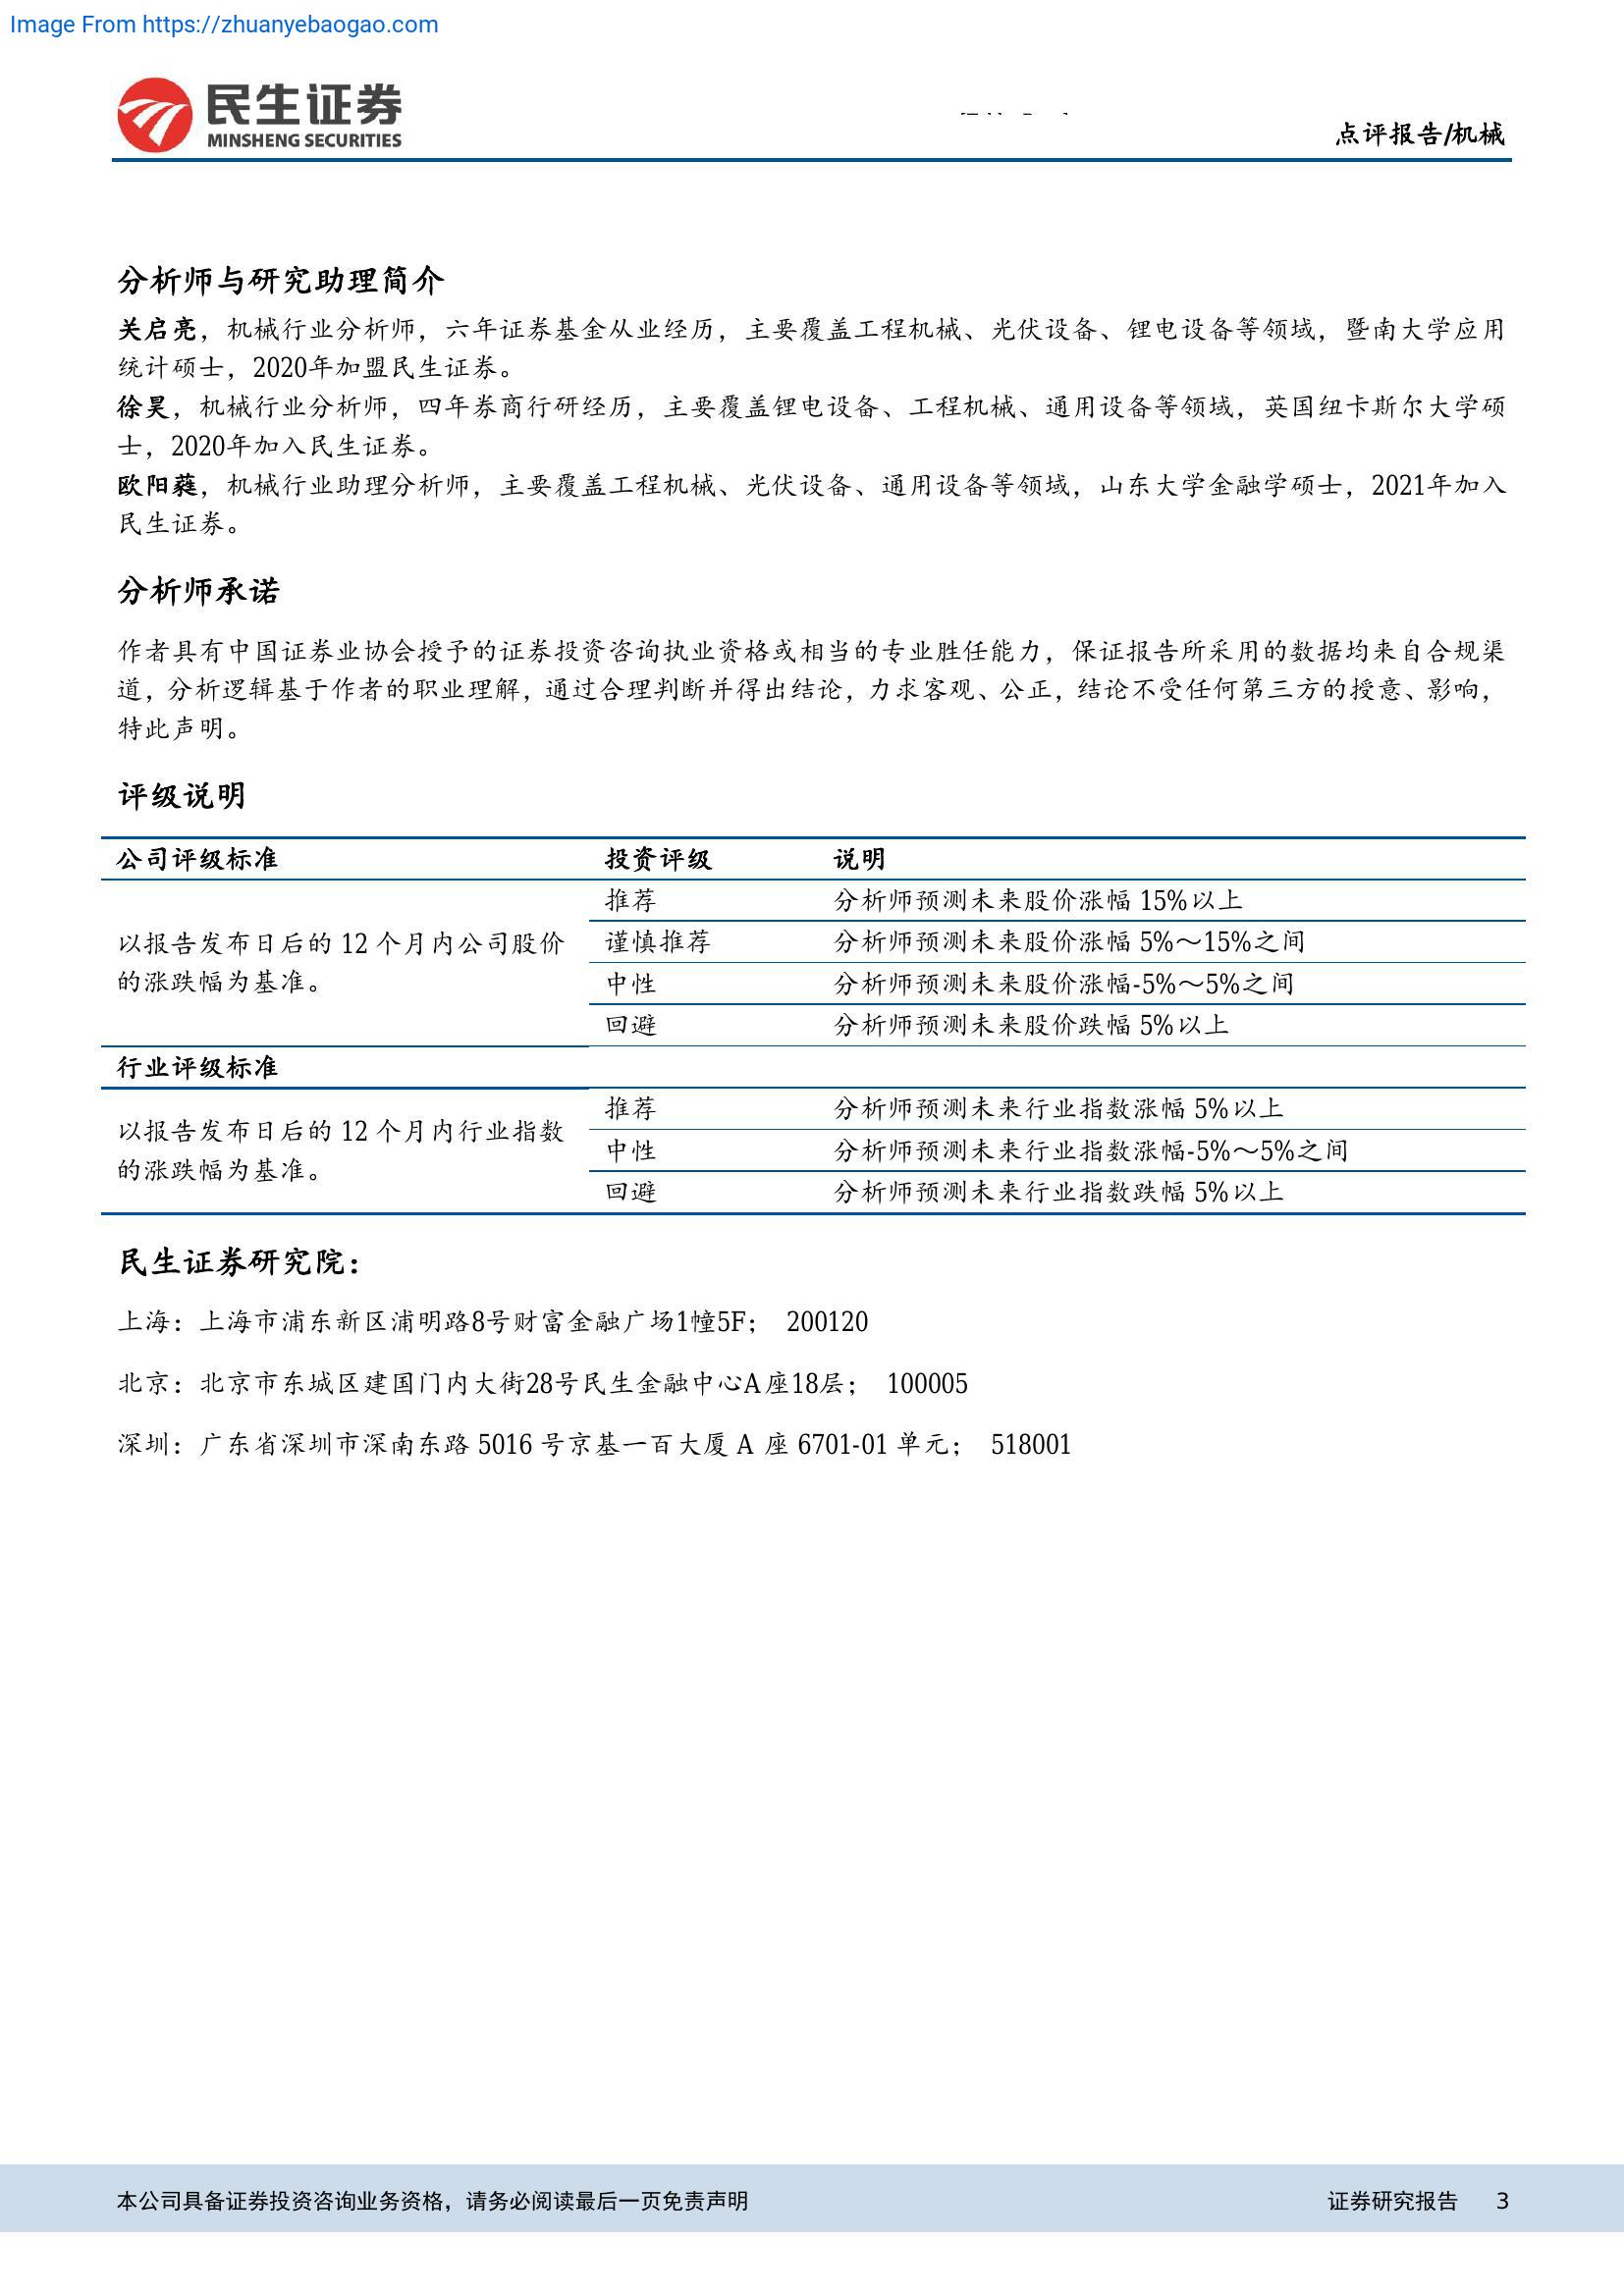 Image From https://zhuanyebaogao.com
民生证券
MINSHENG SECURITIES
点评报告/机械
分析师与研究助理简介
关启亮，机械行业分析师，六年证券基金从业经历，主要覆盖工程机械、光伏设备、锂电设备等领域，暨南大学应用
统计硕士，2020年加盟民生证券。
徐昊，机械行业分析师，四年券商行研经历，主要覆盖锂电设备、工程机械、通用设备等领域，英国纽卡斯尔大学硕
士，2020年加入民生证券。
欧阳蕤，机械行业助理分析师，主要覆盖工程机械、光伏设备、通用设备等领域，山东大学金融学硕士，2021年加入
民生证券。
分析师承诺
作者具有中国证券业协会授予的证券投资咨询执业资格或相当的专业胜任能力，保证报告所采用的数据均来自合规渠
道，分析逻辑基于作者的职业理解，通过合理判断并得出结论，力求客观、公正，结论不受任何第三方的授意、影响，
特此声明。
评级说明
公司评级标准 投资评级 说明
推荐 分析师预测未来股价涨幅 15%以上
以报告发布日后的 12 个月内公司股价
的涨跌幅为基准。
谨慎推荐 分析师预测未来股价涨幅 5%～15%之间
中性 分析师预测未来股价涨幅-5%～5%之间
回避 分析师预测未来股价跌幅 5%以上
行业评级标准
以报告发布日后的 12 个月内行业指数
的涨跌幅为基准。
推荐 分析师预测未来行业指数涨幅 5%以上
中性 分析师预测未来行业指数涨幅-5%～5%之间
回避 分析师预测未来行业指数跌幅 5%以上
民生证券研究院：
上海：上海市浦东新区浦明路8号财富金融广场1幢5F； 200120
北京：北京市东城区建国门内大街28号民生金融中心A座18层； 100005
深圳：广东省深圳市深南东路 5016 号京基一百大厦 A 座 6701-01 单元； 518001
本公司具备证券投资咨询业务资格，请务必阅读最后一页免责声明
证券研究报告 3